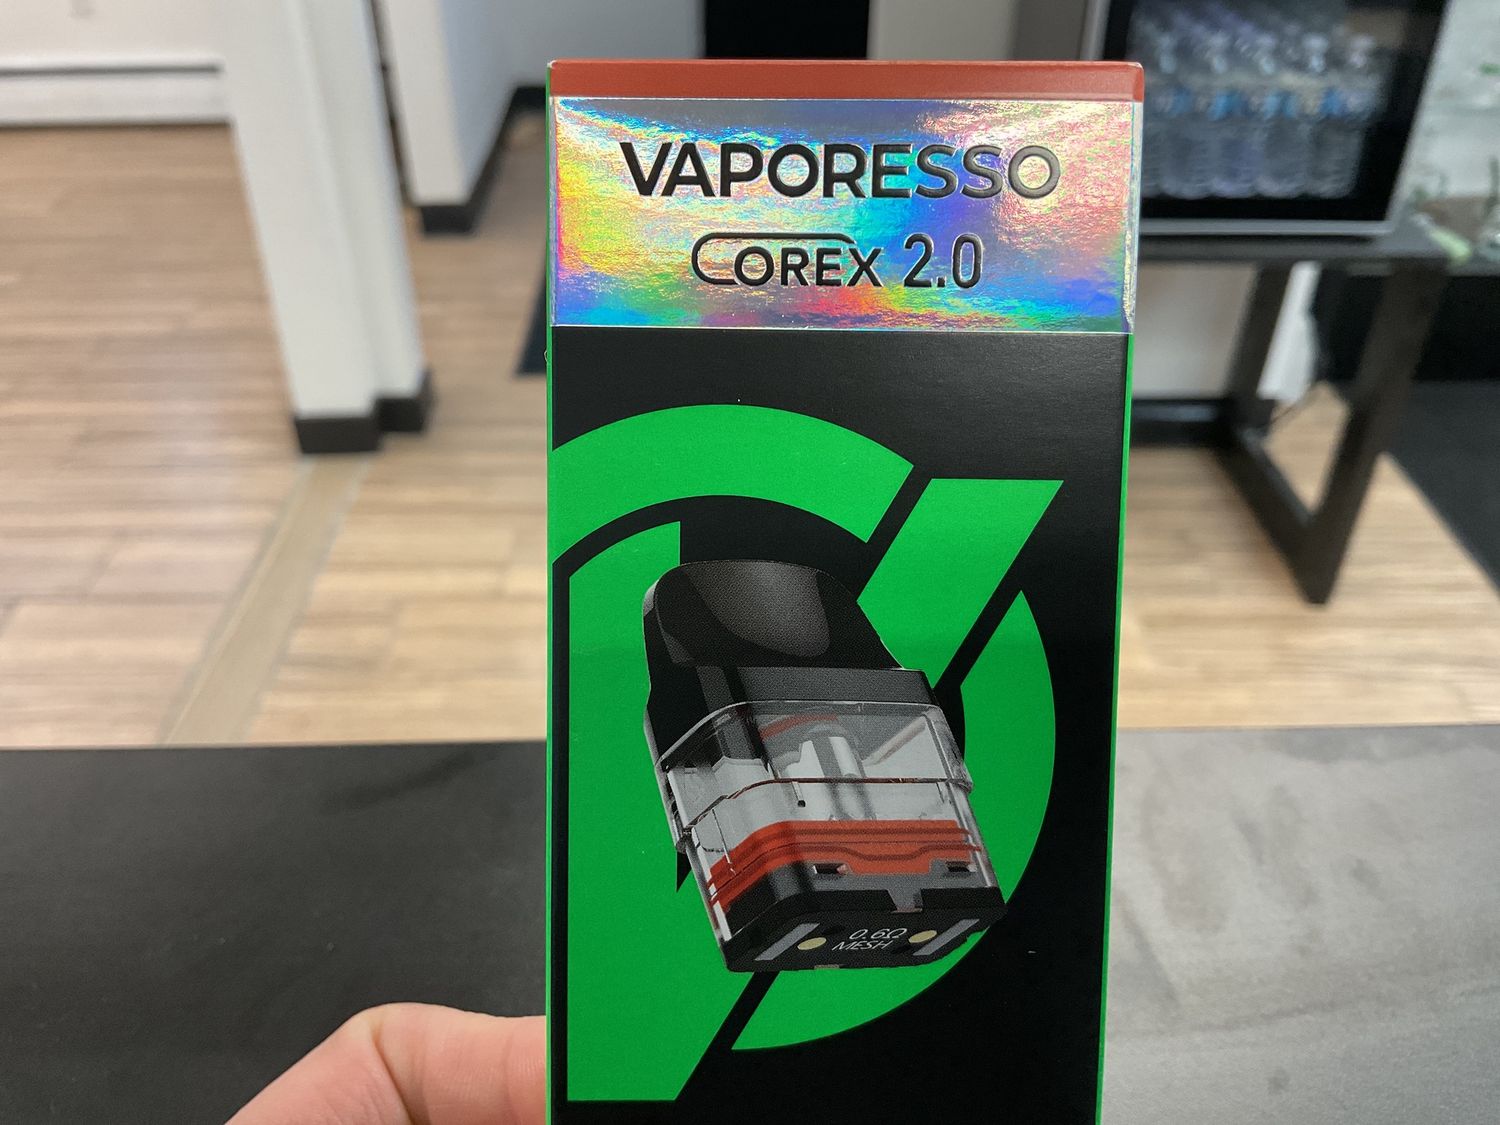 VAPORESSO
COREX 2.0
0.6Ω
MESH